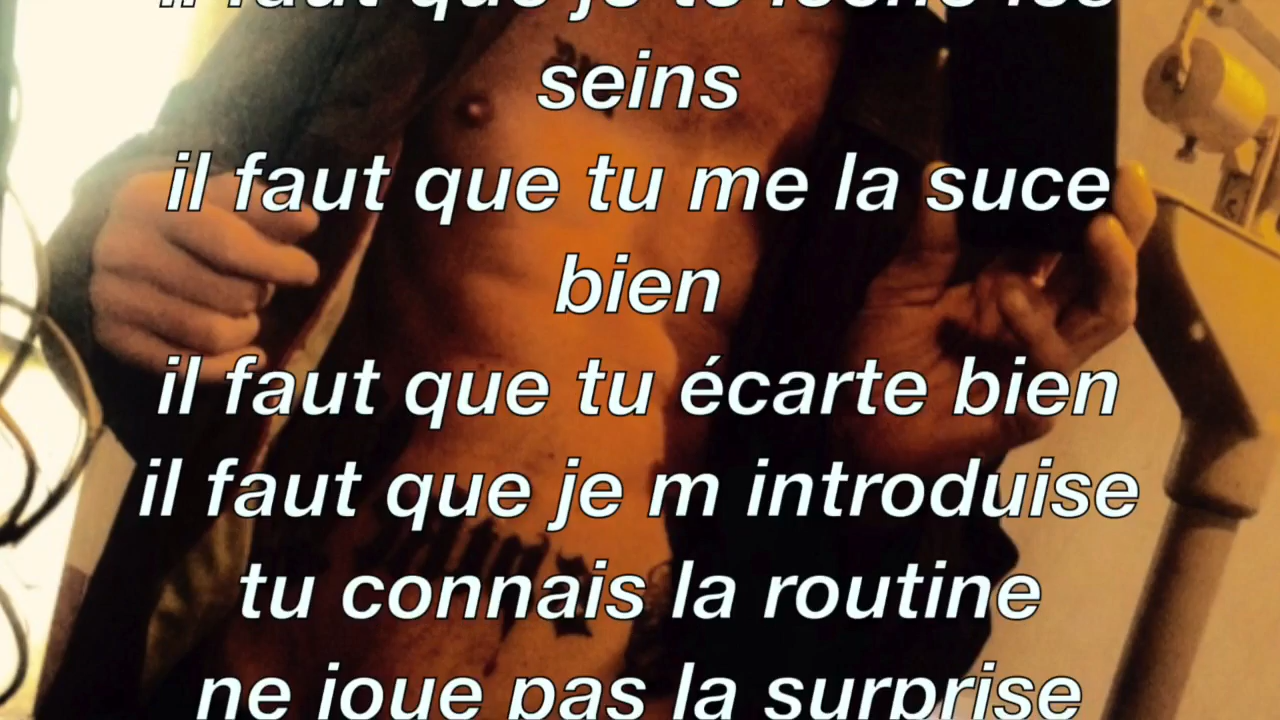 il faut que je te lèche les
seins
il faut que tu me la suce
bien
il faut que tu écarte bien
il faut que je m introduise
tu connais la routine
ne joue pas la surprise